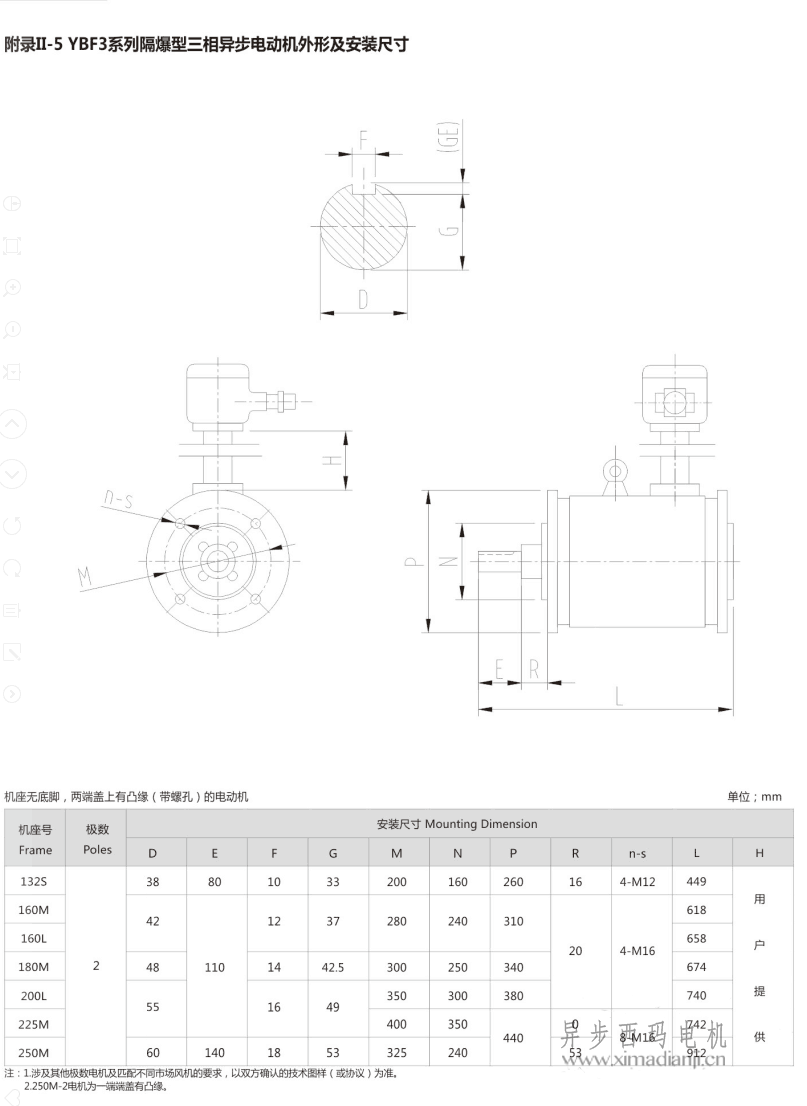 附录II-5 YBF3系列隔爆型三相异步电动机外形及安装尺寸
F
(GE)
G
D
H
n-s
M
P
N
E
R
L
机座无底脚，两端盖上有凸缘（带螺孔）的电动机 单位；mm
机座号 极数 安装尺寸 Mounting Dimension
Frame Poles D E F G M N P R n-s L H
132S 2 38 80 10 33 200 160 260 16 4-M12 449 用户提供
160M 42 110 12 37 280 240 310 20 4-M16 618
160L 658
180M 48 14 42.5 300 250 340 674
200L 55 16 49 350 300 380 740
225M 400 350 440 0 8-M16 742
250M 60 140 18 53 325 240 53 912
异步西玛电机
www.ximadianji.cn
注：1.涉及其他极数电机及匹配不同市场风机的要求，以双方确认的技术图样（或协议）为准。
2.250M-2电机为一端端盖有凸缘。